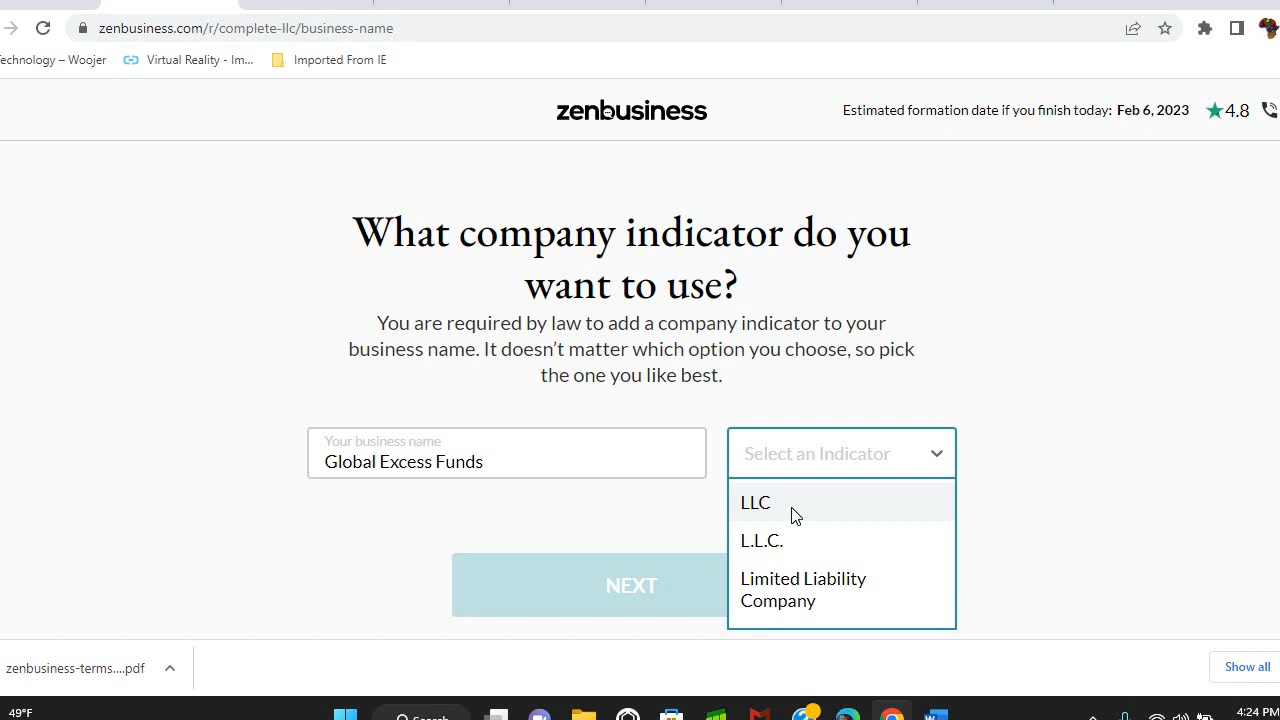 zenbusiness.com/r/complete-llc/business-name
Technology – Woojer
Virtual Reality - Im...
Imported From IE
zenbusiness
Estimated formation date if you finish today: Feb 6, 2023
4.8
What company indicator do you
want to use?
You are required by law to add a company indicator to your
business name. It doesn't matter which option you choose, so pick
the one you like best.
Your business name
Global Excess Funds
Select an Indicator
LLC
L.L.C.
Limited Liability
Company
NEXT
zenbusiness-terms....pdf
Show all
49°F
Search
4:24 PM